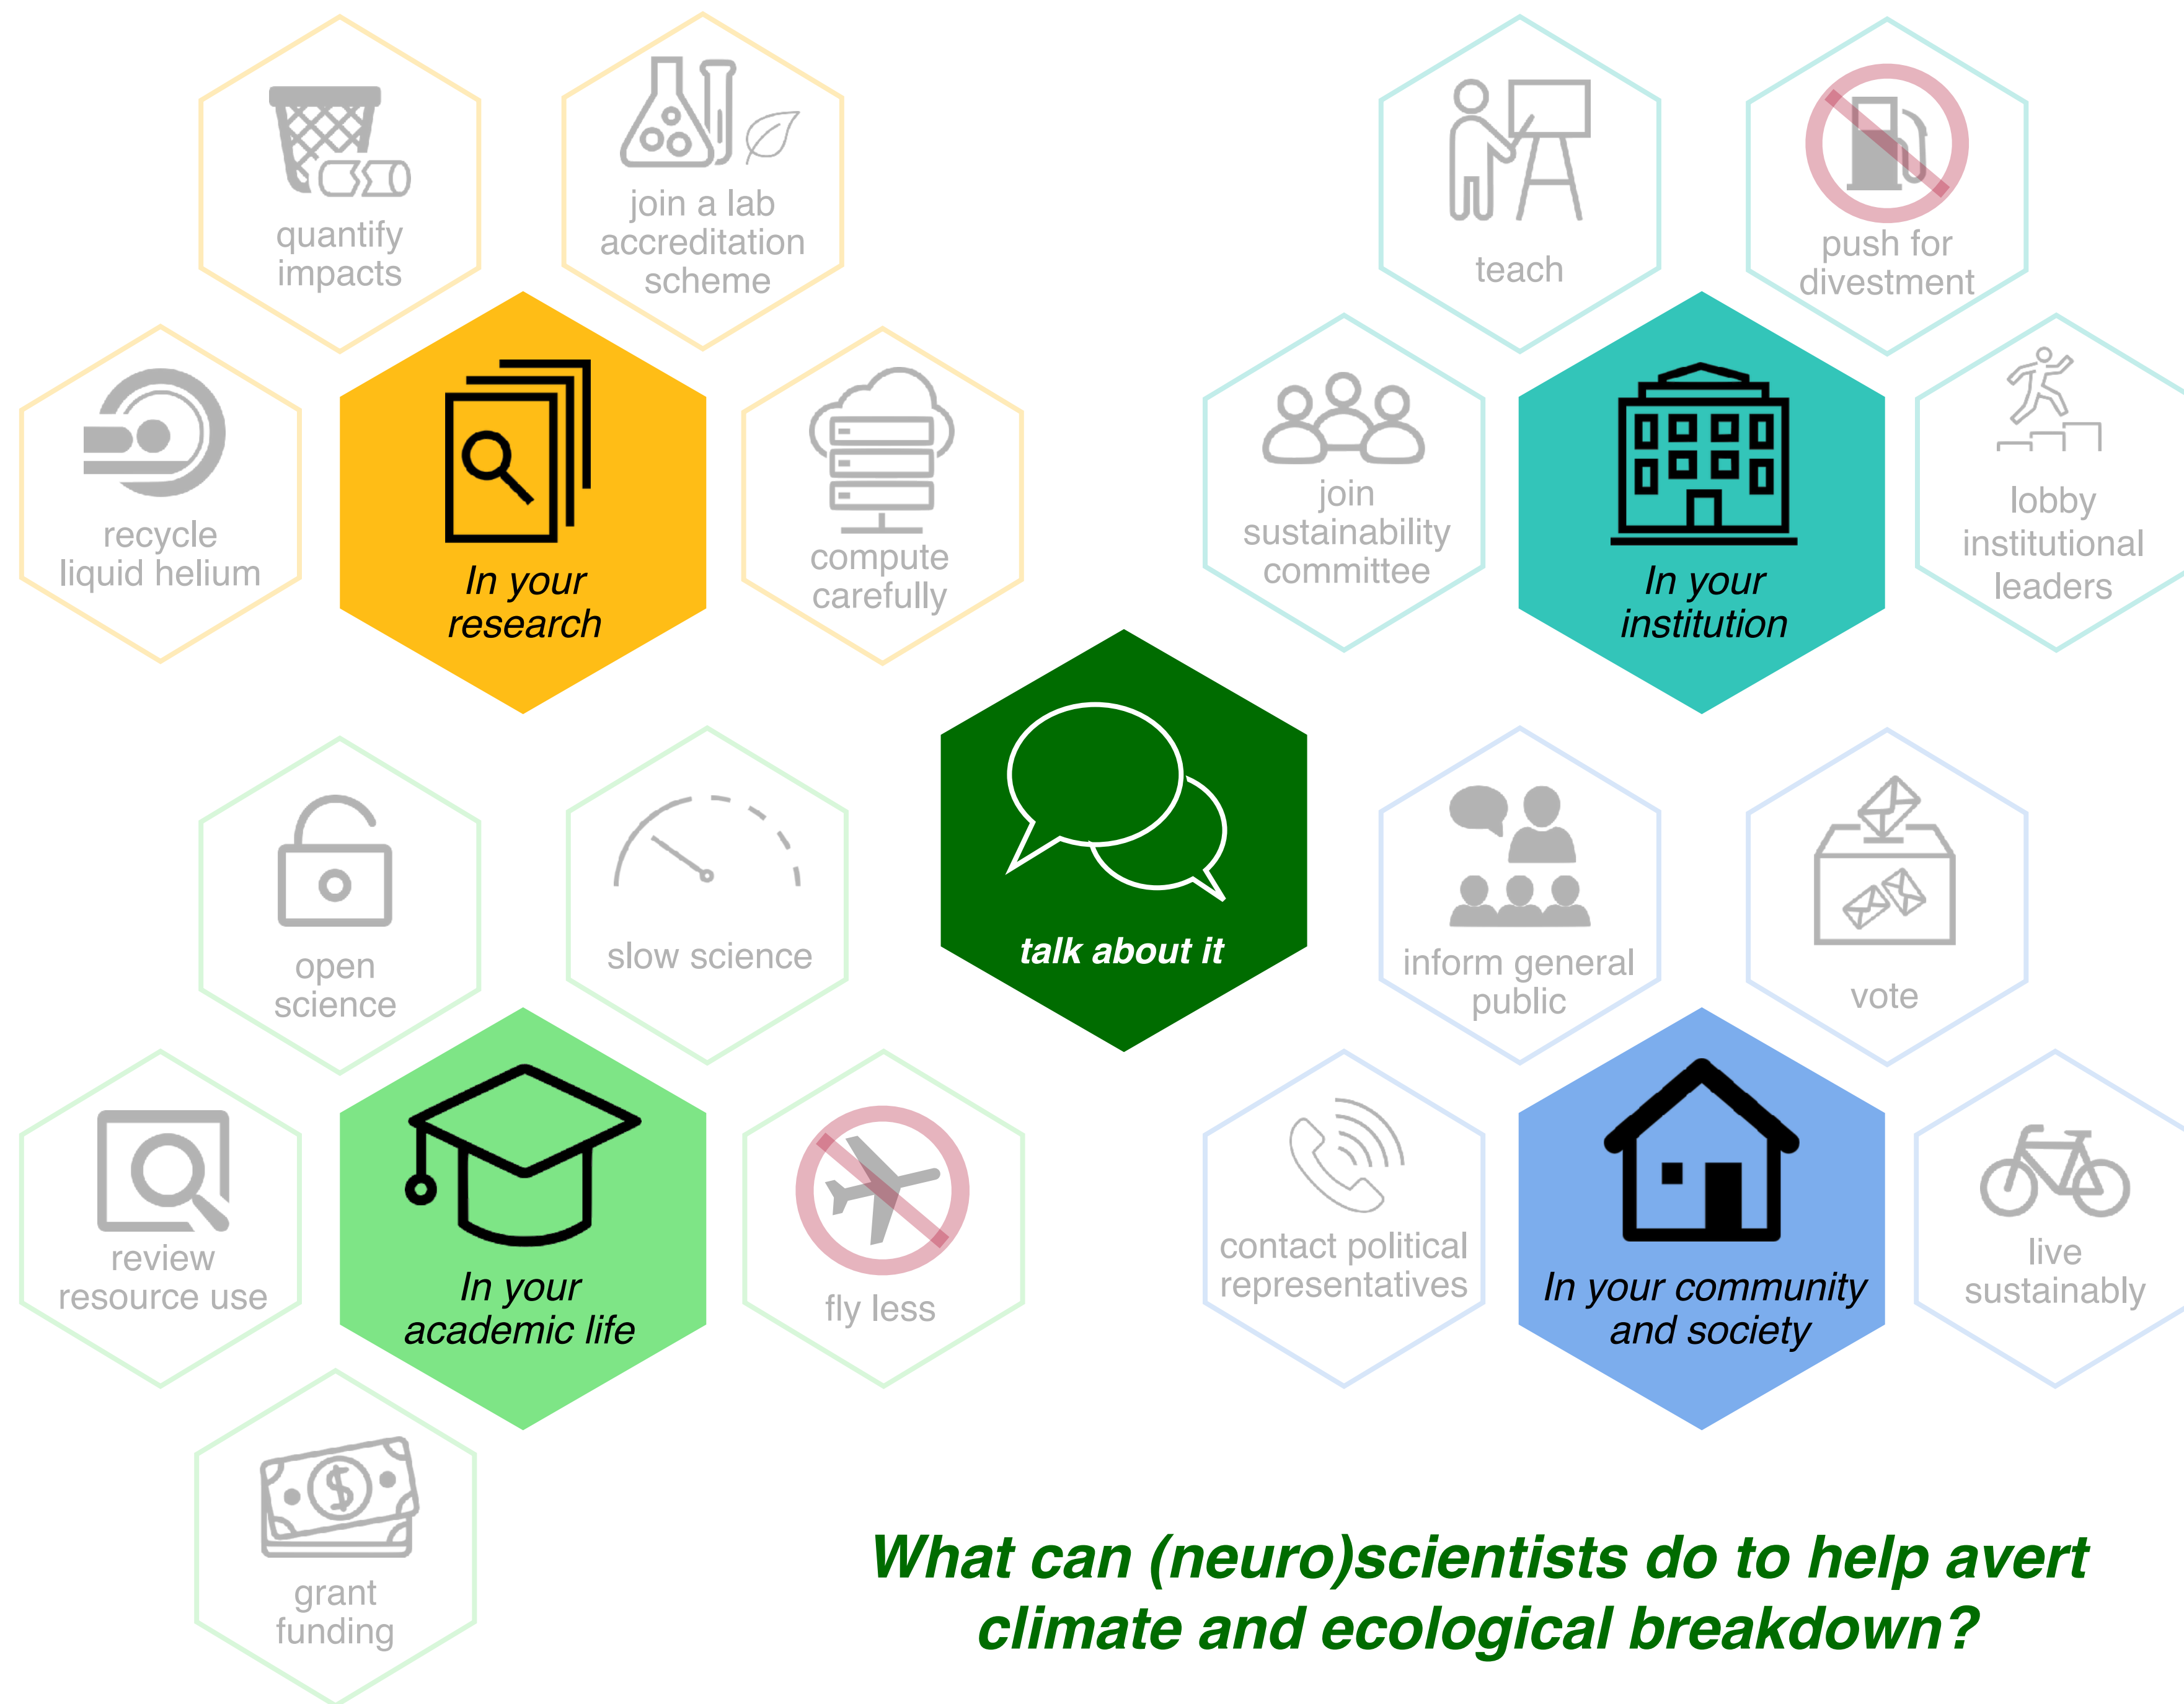 quantify
impacts
join a lab
accreditation
scheme
recycle
liquid helium
In your
research
compute
carefully
teach
push for
divestment
join
sustainability
committee
In your
institution
lobby
institutional
leaders
talk about it
open
science
slow science
review
resource use
In your
academic life
fly less
grant
funding
inform general
public
vote
contact political
representatives
In your community
and society
live
sustainably
What can (neuro)scientists do to help avert
climate and ecological breakdown?